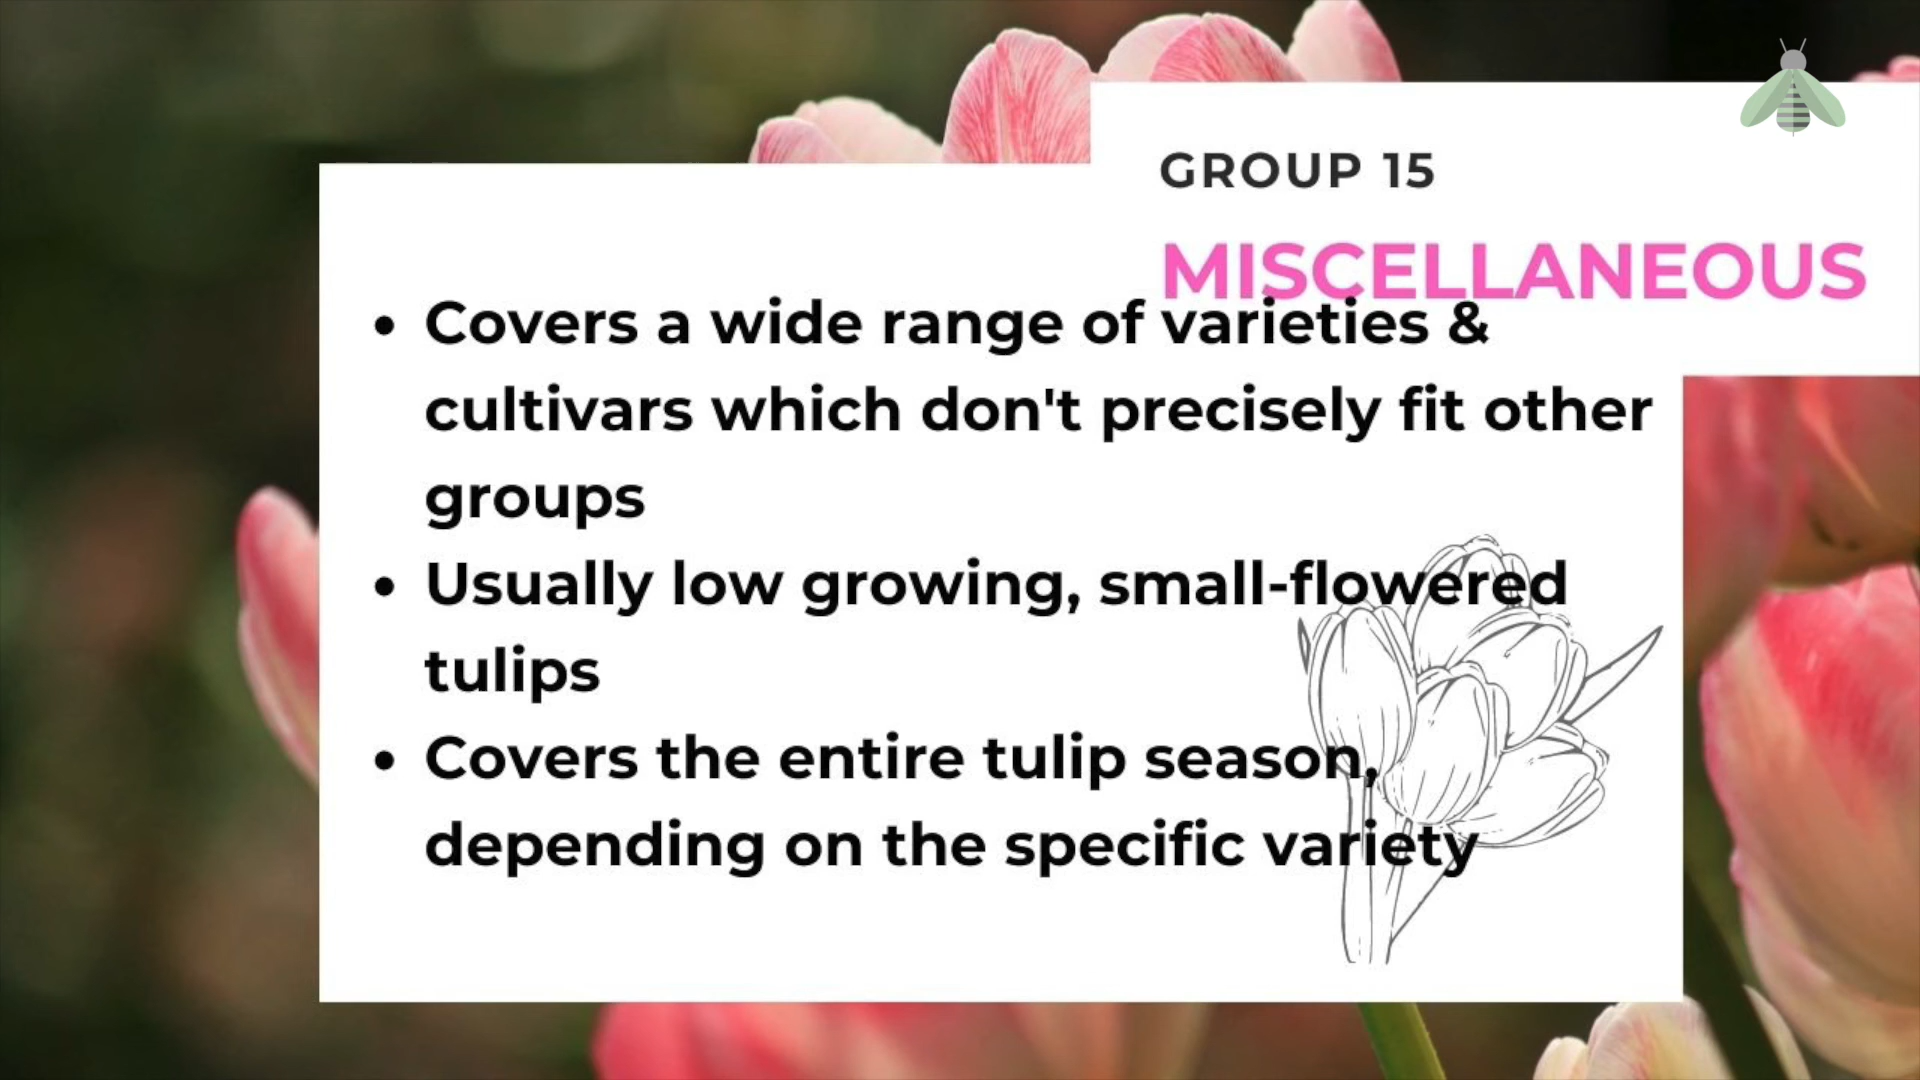 GROUP 15
MISCELLANEOUS
• Covers a wide range of varieties &
cultivars which don't precisely fit other
groups
• Usually low growing, small-flowered
tulips
• Covers the entire tulip season,
depending on the specific variety